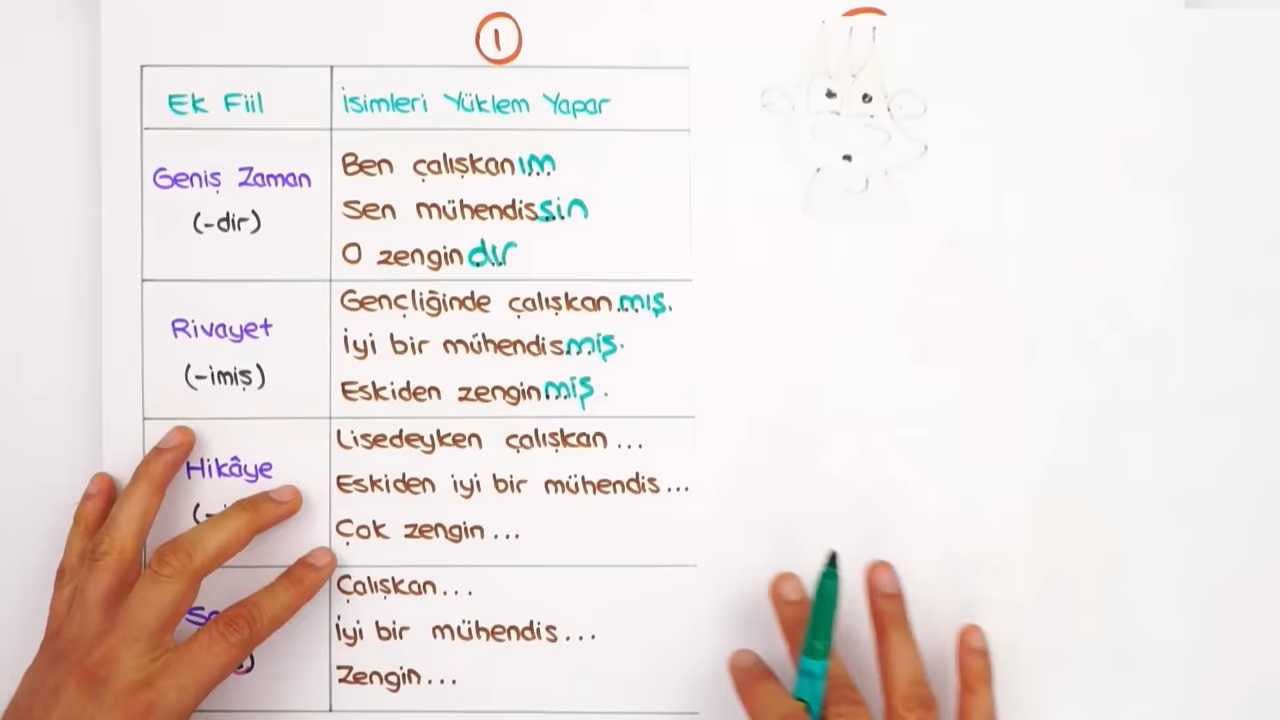 1
Ek Fiil
İsimleri Yüklem Yapar
Geniş Zaman
(-dir)
Ben çalışkanım
Sen mühendissin
O zengindir
Rivayet
(-imiş)
Gençliğinde çalışkanmış.
İyi bir mühendismiş.
Eskiden zenginmiş.
Hikâye
Lisedeyken çalışkan...
Eskiden iyi bir mühendis...
Çok zengin...
Çalışkan...
İyi bir mühendis...
Zengin...